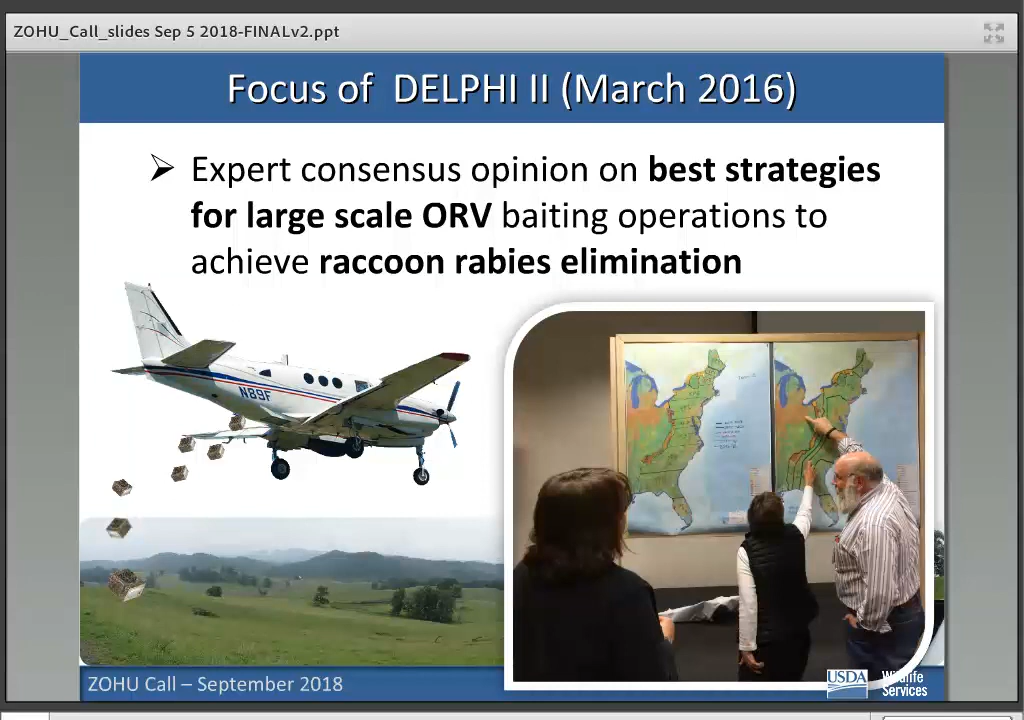 ZOHU_Call_slides Sep 5 2018-FINALv2.ppt
Focus of DELPHI II (March 2016)
➢ Expert consensus opinion on best strategies
for large scale ORV baiting operations to
achieve raccoon rabies elimination
N89F
ZOHU Call – September 2018
USDA
Wildlife
Services